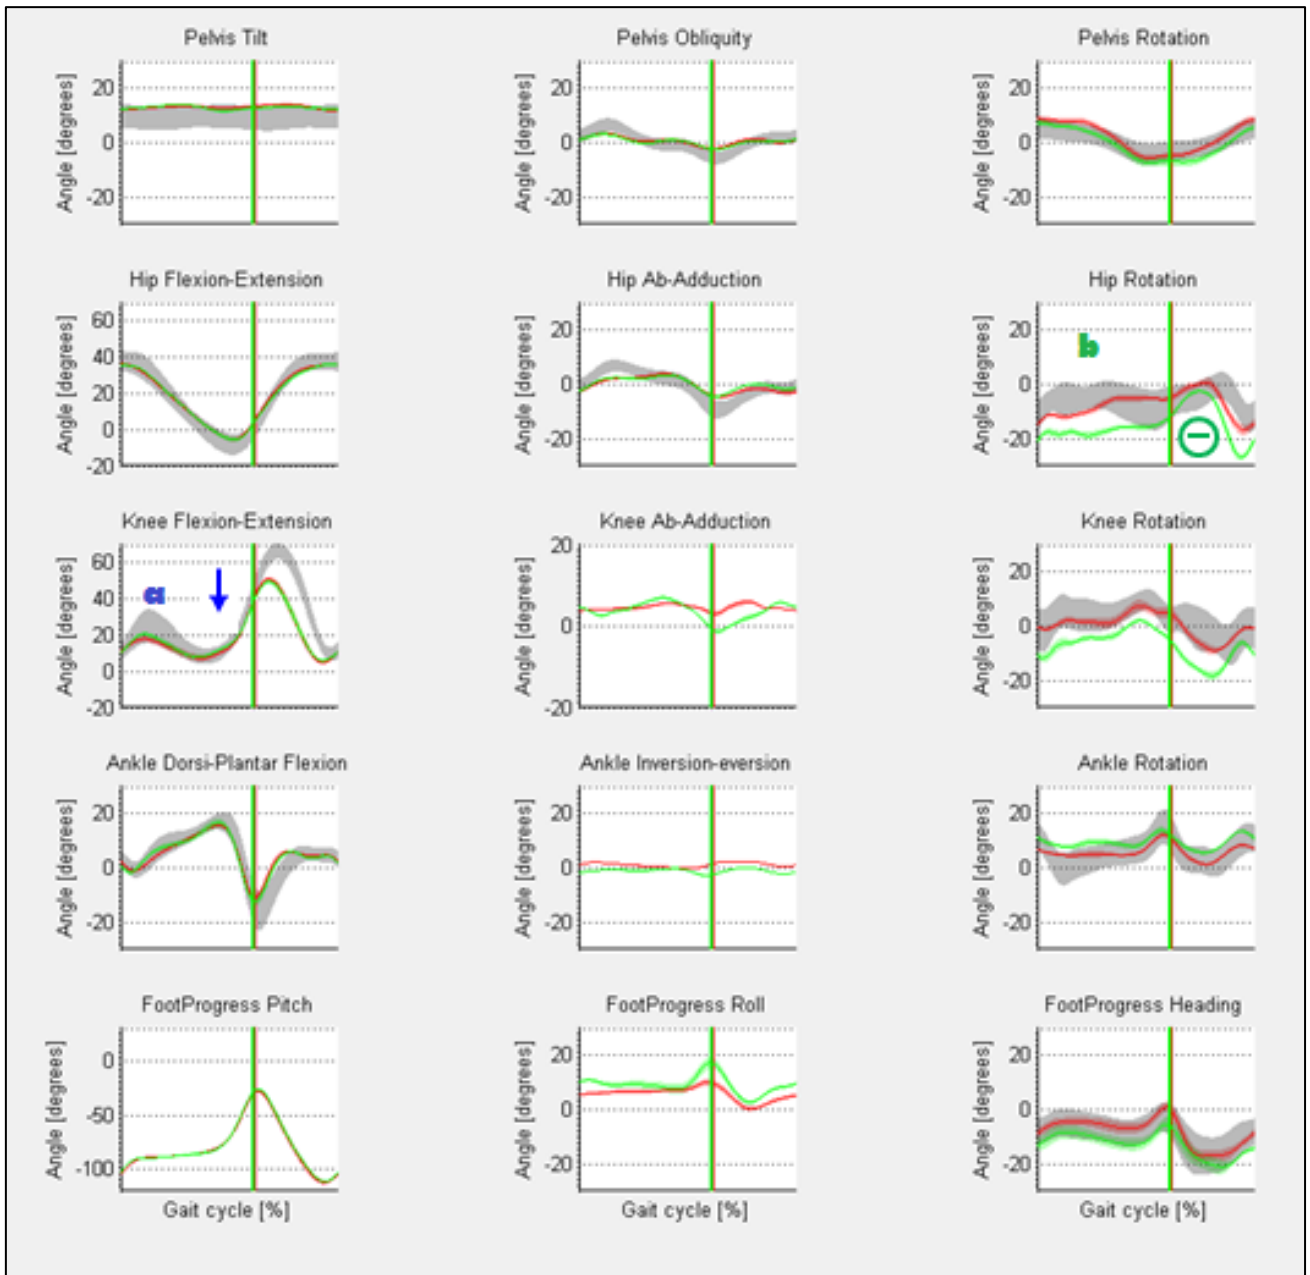 Pelvis Tilt
Pelvis Obliquity
Pelvis Rotation
Angle [degrees]
20
0
-20
Angle [degrees]
20
0
-20
Angle [degrees]
20
0
-20
Hip Flexion-Extension
Hip Ab-Adduction
Hip Rotation
Angle [degrees]
60
40
20
0
-20
Angle [degrees]
20
0
-20
Angle [degrees]
20
0
-20
b
Knee Flexion-Extension
Knee Ab-Adduction
Knee Rotation
Angle [degrees]
60
40
20
0
-20
a
Angle [degrees]
20
0
-20
Angle [degrees]
20
0
-20
Ankle Dorsi-Plantar Flexion
Ankle Inversion-eversion
Ankle Rotation
Angle [degrees]
20
0
-20
Angle [degrees]
20
0
-20
Angle [degrees]
20
0
-20
FootProgress Pitch
FootProgress Roll
FootProgress Heading
Angle [degrees]
0
-50
-100
Angle [degrees]
20
0
-20
Angle [degrees]
20
0
-20
Gait cycle [%]
Gait cycle [%]
Gait cycle [%]